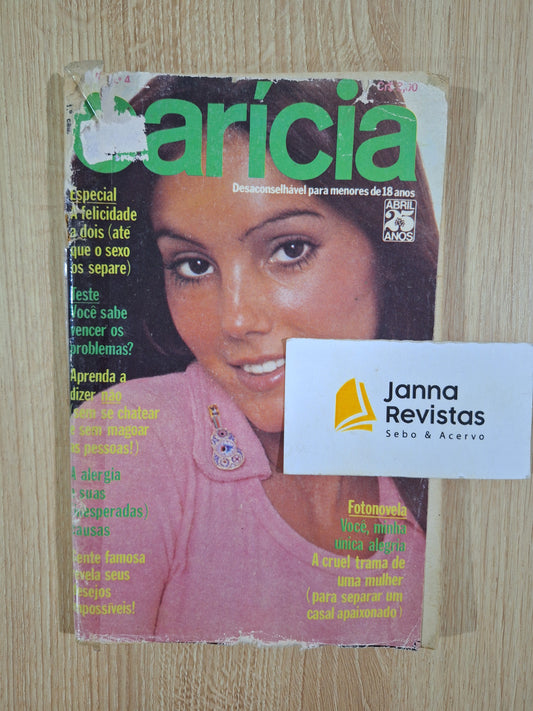 carícia
Desaconselhável para menores de 18 anos
ABRIL
25
ANOS
Especial
A felicidade
a dois (até
que o sexo
os separe)
Teste
Você sabe
vencer os
problemas?
Aprenda a
dizer não
(sem se chatear
e sem magoar
as pessoas!)
A alergia
suas
causas
Gente famosa
revela seus
desejos
impossíveis!
Janna
Revistas
Sebo & Acervo
Fotonovela
Você, minha
única alegria
A cruel trama de
uma mulher
(para separar um
casal apaixonado)